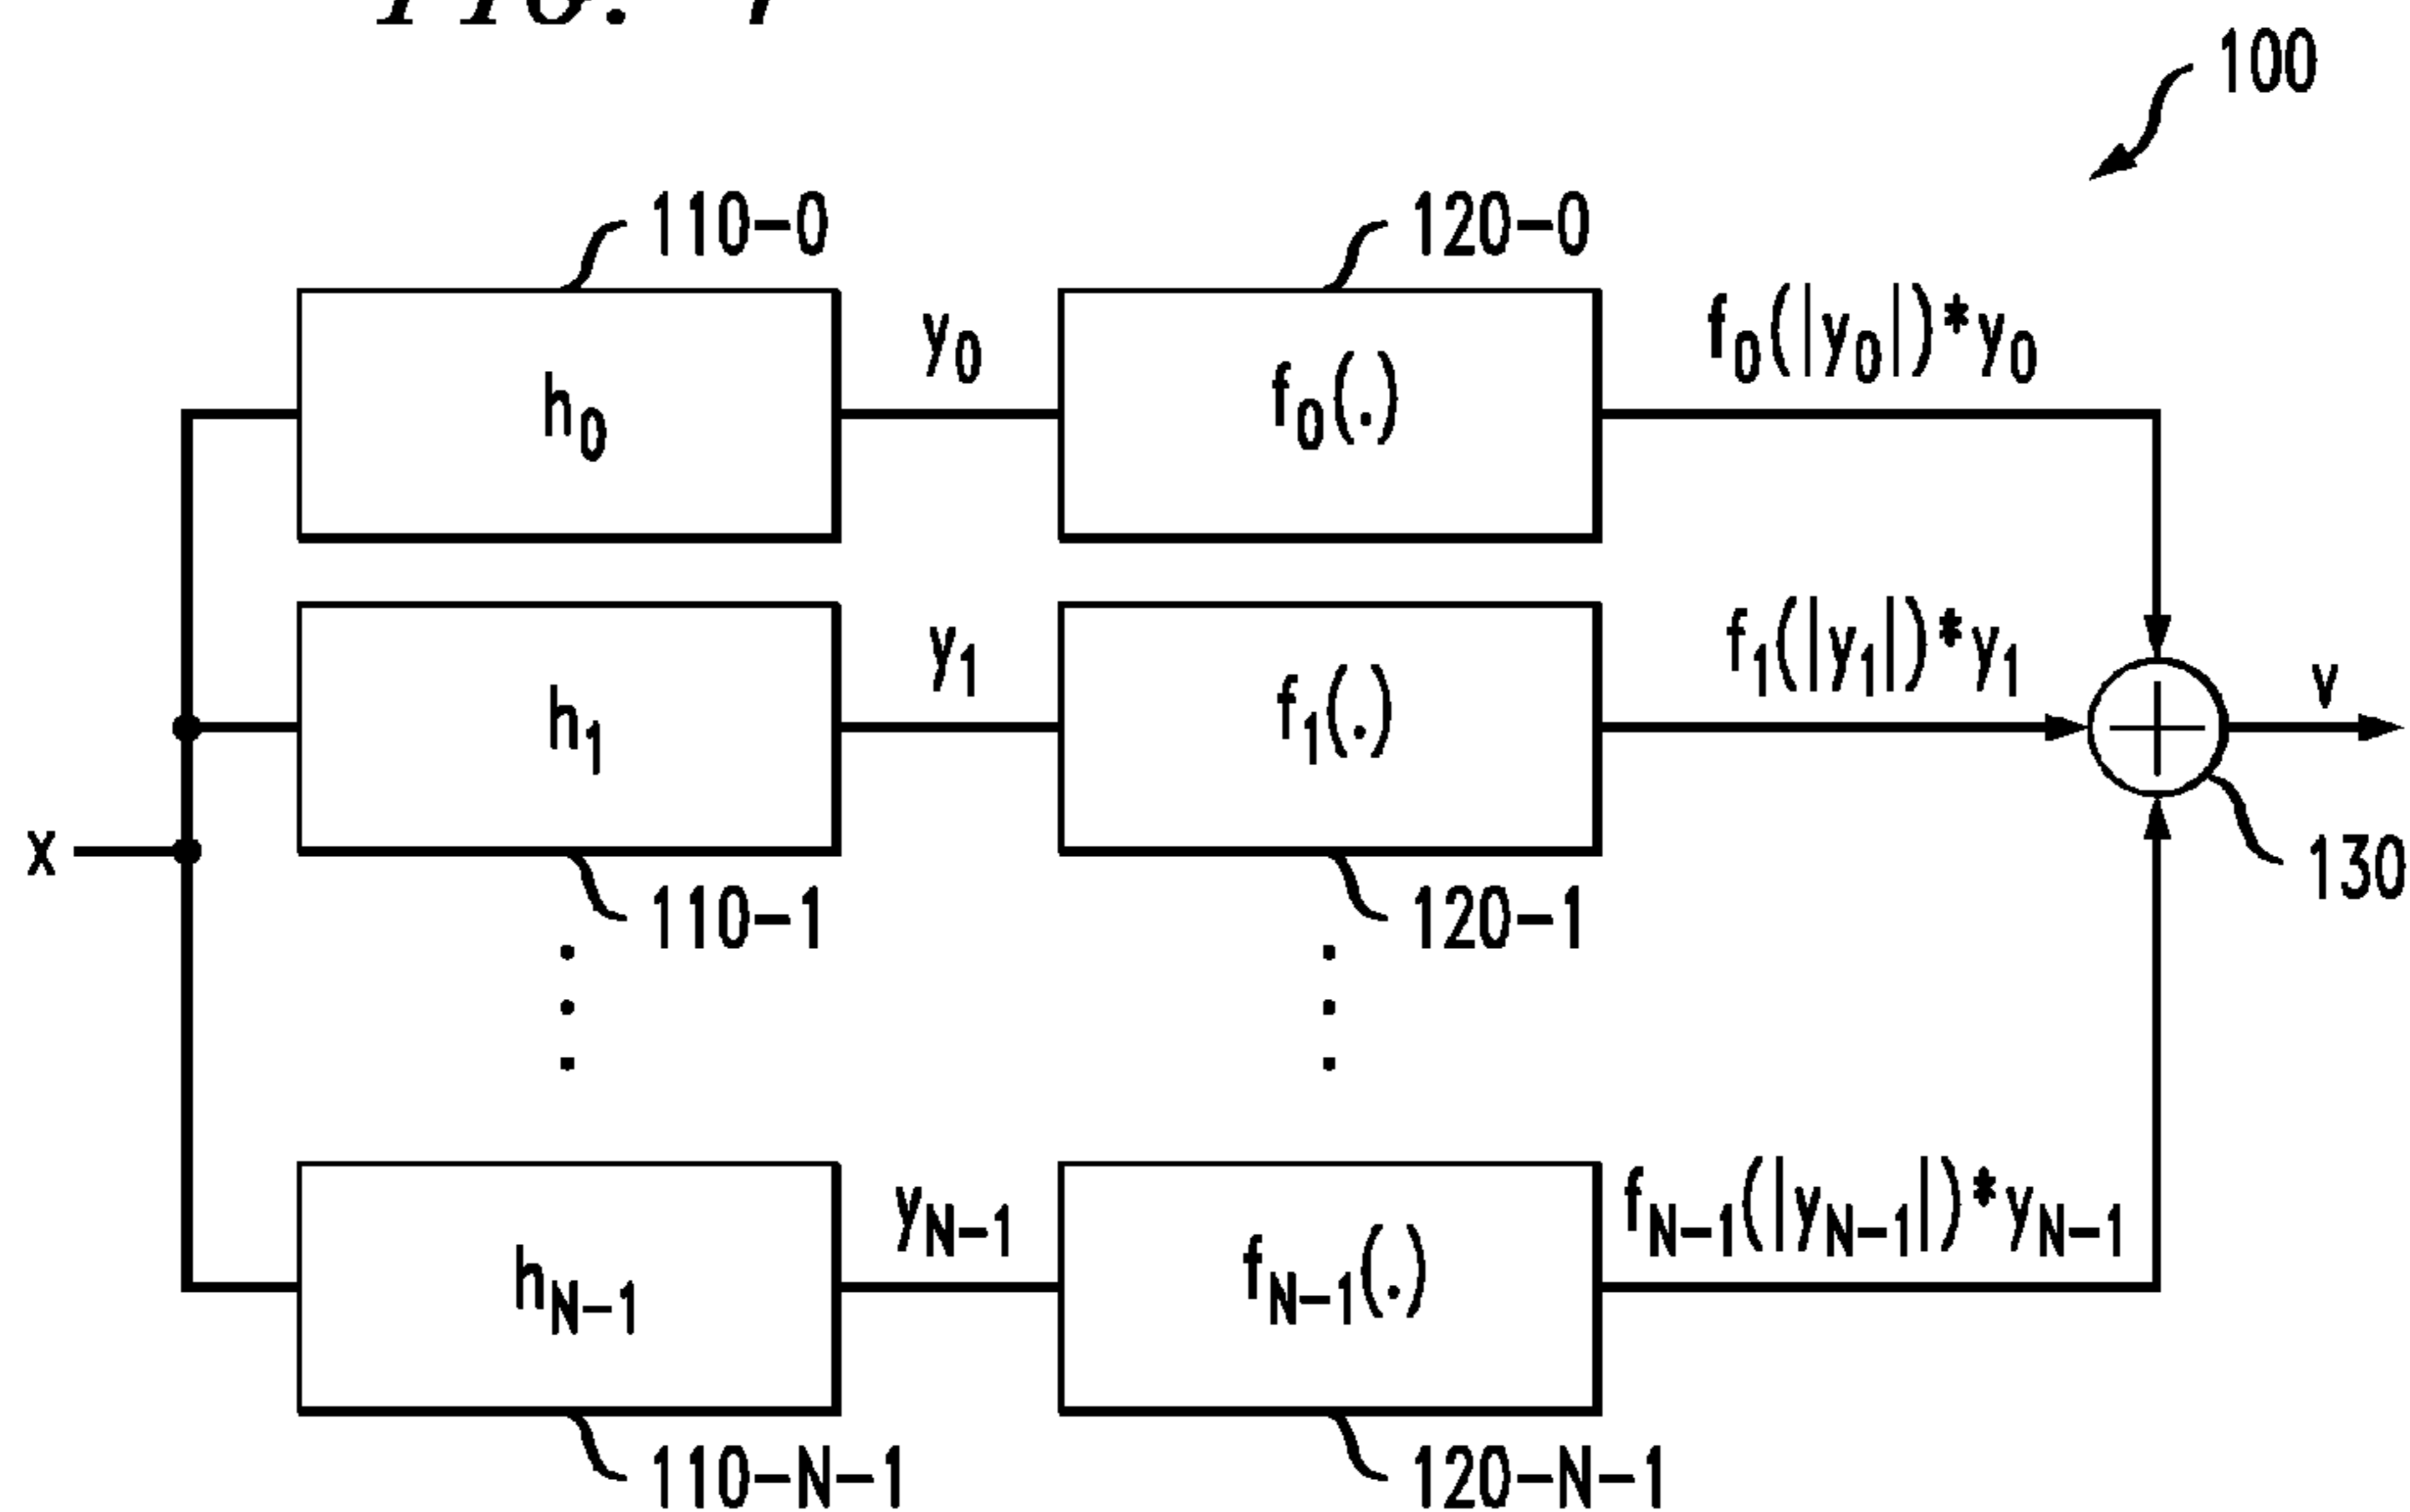 FIG. 1
100
110-0
120-0
h0
y0
f0(.)
f0(|y0|)*y0
h1
y1
f1(.)
f1(|y1|)*y1
v
x
130
110-1
120-1
hN-1
yN-1
fN-1(.)
fN-1(|yN-1|)*yN-1
110-N-1
120-N-1